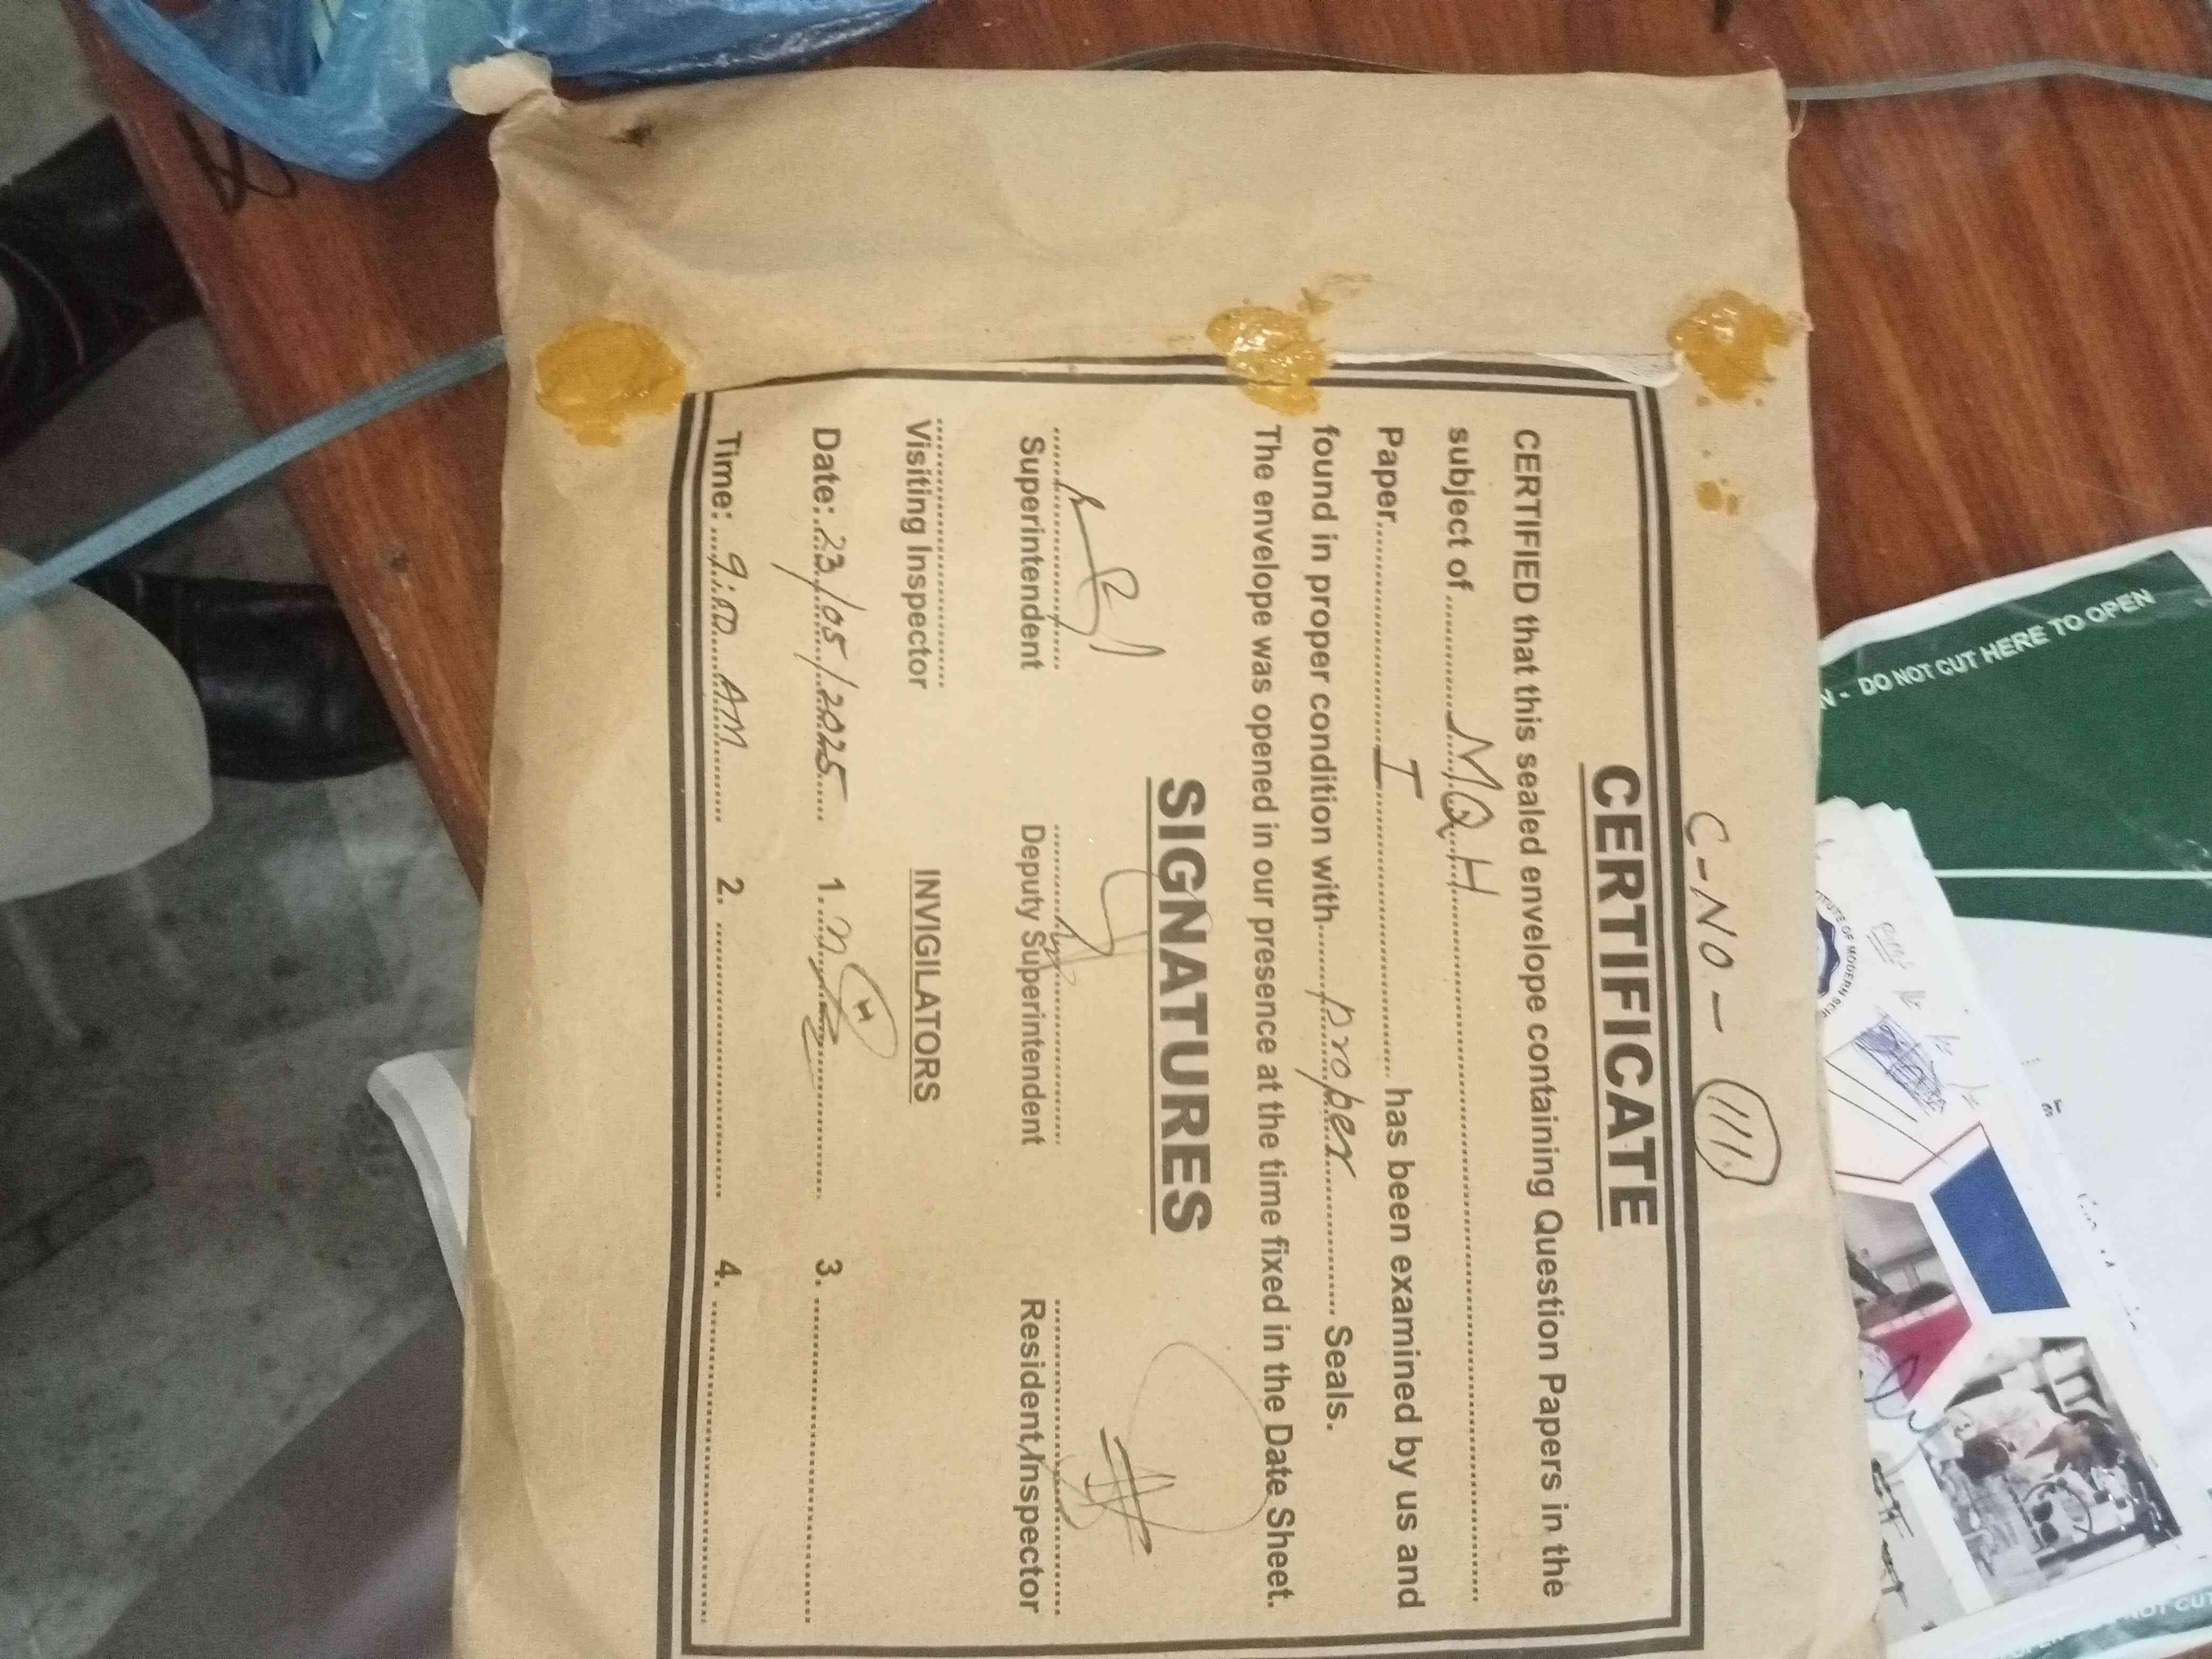 C-NO- 111
CERTIFICATE
CERTIFIED that this sealed envelope containing Question Papers in the
subject of MQH
Paper I has been examined by us and
found in proper condition with proper Seals.
The envelope was opened in our presence at the time fixed in the Date Sheet.
SIGNATURES
Superintendent Deputy Superintendent Resident Inspector
Visiting Inspector
INVIGILATORS
Date: 23/05/2025 1. 3.
Time: 9:00 AM 2. 4.
DO NOT CUT HERE TO OPEN
TUTE OF MODERN